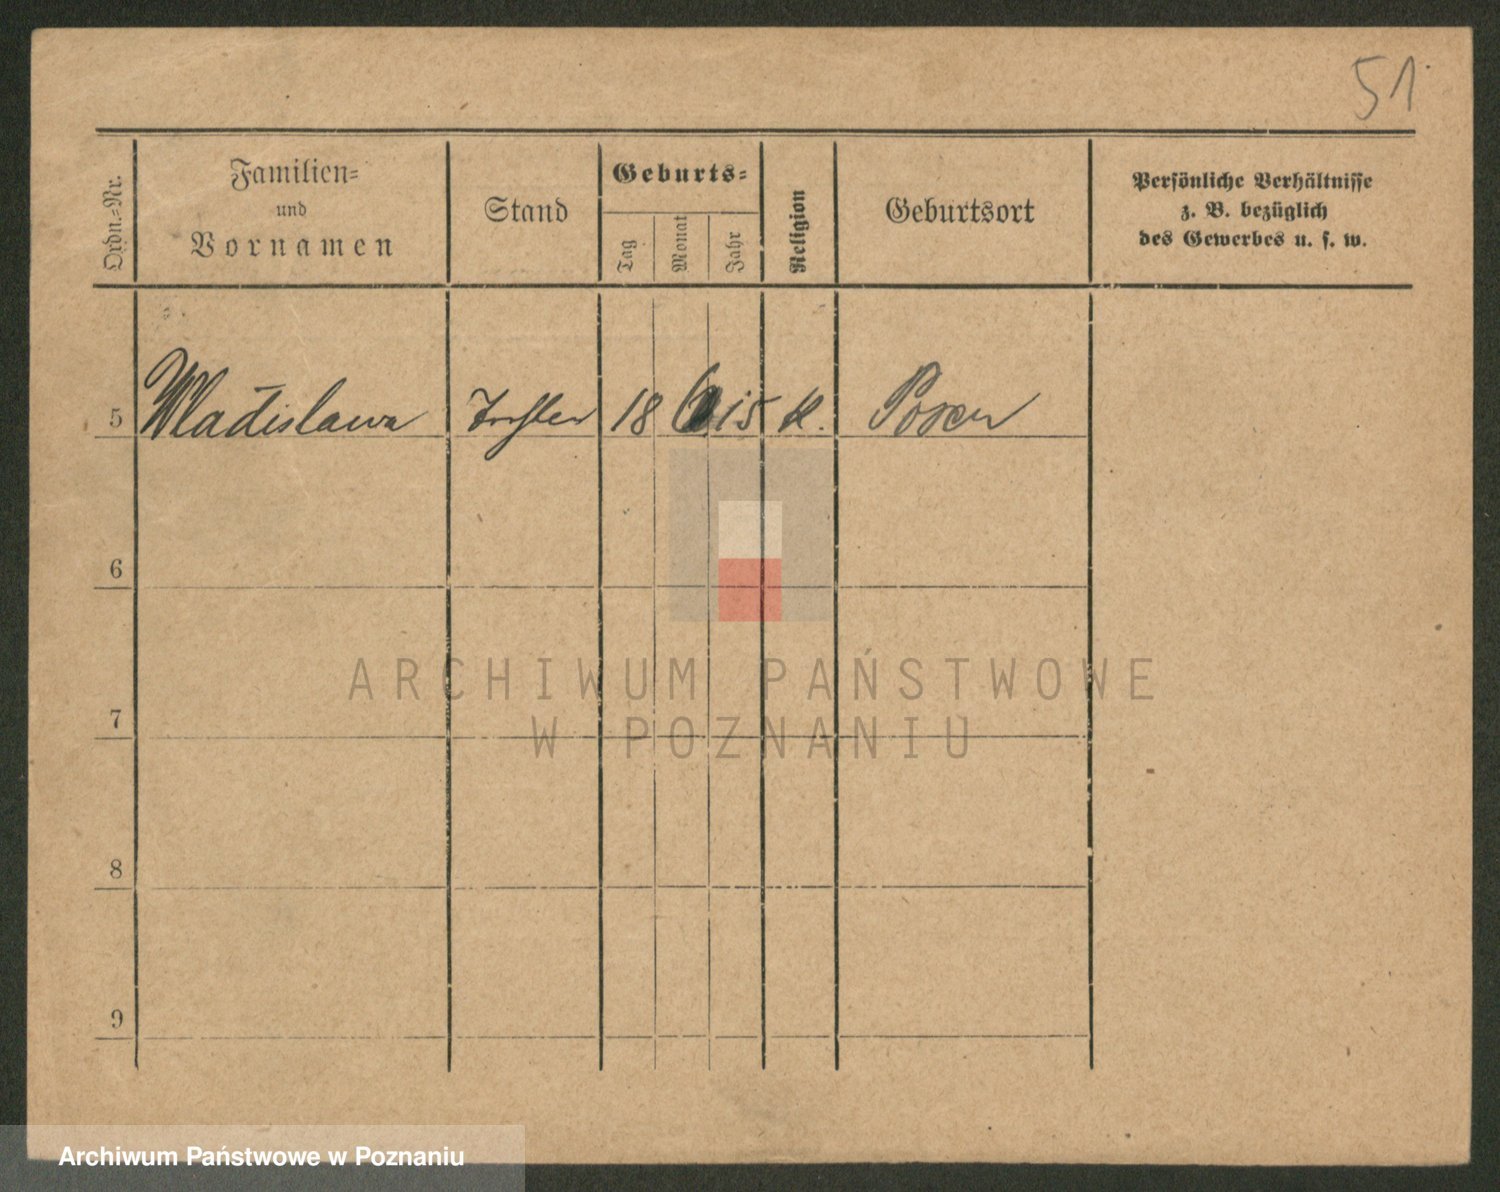 51
Ordn.-Nr.
Familien-
und
Vornamen
Stand
Geburts-
Tag
Monat
Jahr
Religion
Geburtsort
Persönliche Verhältnisse
z. B. bezüglich
des Gewerbes u. s. w.
5 Wladislawa Tochter 18 6 15 K. Posen
6
7
8
9
ARCHIWUM PAŃSTWOWE
W POZNANIU
Archiwum Państwowe w Poznaniu